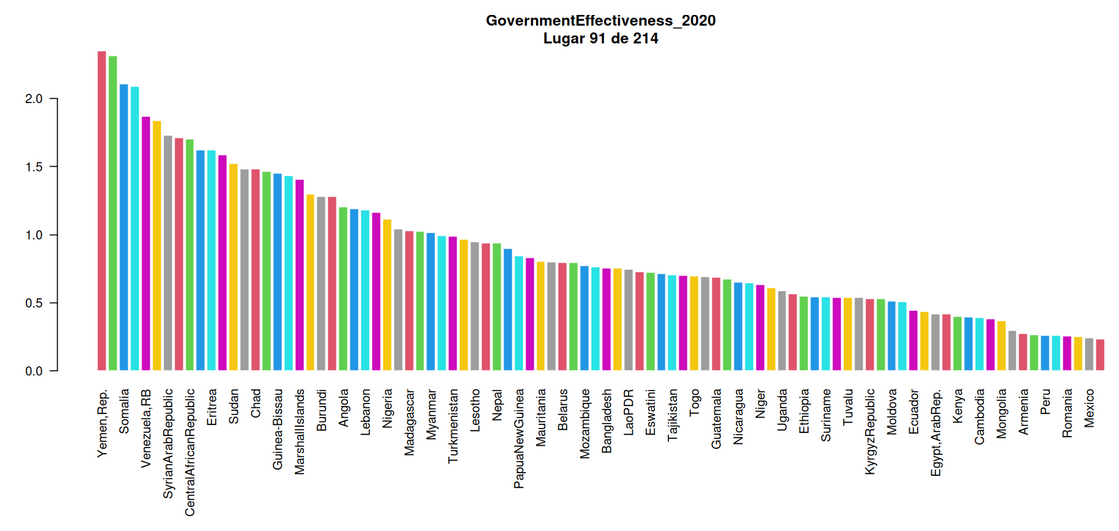 GovernmentEffectiveness_2020
Lugar 91 de 214
2.0
1.5
1.0
0.5
0.0
Yemen,Rep.
Somalia
Venezuela,RB
SyrianArabRepublic
CentralAfricanRepublic
Eritrea
Sudan
Chad
Guinea-Bissau
MarshallIslands
Burundi
Angola
Lebanon
Nigeria
Madagascar
Myanmar
Turkmenistan
Lesotho
Nepal
PapuaNewGuinea
Mauritania
Belarus
Mozambique
Bangladesh
LaoPDR
Eswatini
Tajikistan
Togo
Guatemala
Nicaragua
Niger
Uganda
Ethiopia
Suriname
Tuvalu
KyrgyzRepublic
Moldova
Ecuador
Egypt,ArabRep.
Kenya
Cambodia
Mongolia
Armenia
Peru
Romania
Mexico